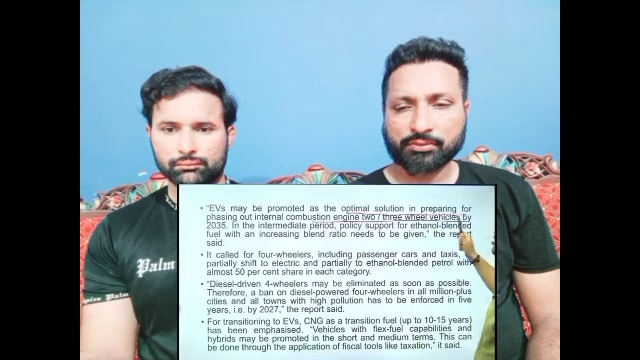 • "EVs may be promoted as the optimal solution in preparing for
phasing out internal combustion engine two / three wheel vehicles by
2035. In the intermediate period, policy support for ethanol-blended
fuel with an increasing blend ratio needs to be given," the report
said.
• It called for four-wheelers, including passenger cars and taxis,
partially shift to electric and partially to ethanol-blended petrol with
almost 50 per cent share in each category.
• "Diesel-driven 4-wheelers may be eliminated as soon as possible.
Therefore, a ban on diesel-powered four-wheelers in all million-plus
cities and all towns with high pollution has to be enforced in five
years, i.e. by 2027," the report said.
• For transitioning to EVs, CNG as a transition fuel (up to 10-15 years)
has been emphasised. "Vehicles with flex-fuel capabilities and
hybrids may be promoted in the short and medium terms, This can
be done through the application of fiscal tools like taxation," it said.
Palm